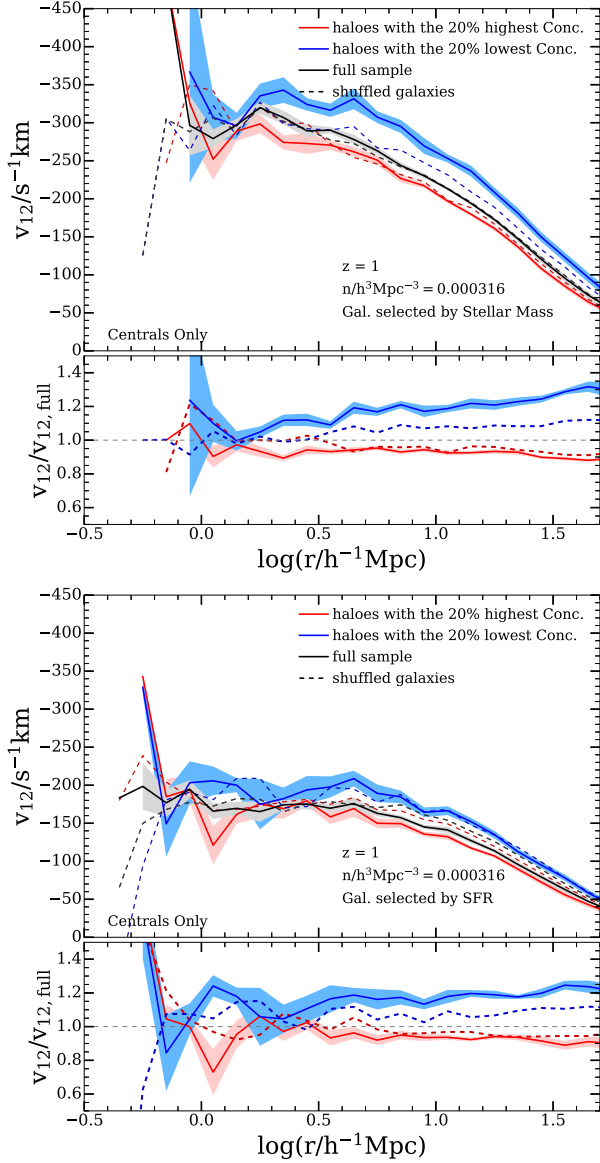 −450
−400
−350
−300
−250
−200
−150
−100
−50
0
v₁₂/s⁻¹km
haloes with the 20% highest Conc.
haloes with the 20% lowest Conc.
full sample
shuffled galaxies
z = 1
n/h³Mpc⁻³ = 0.000316
Gal. selected by Stellar Mass
Centrals Only
1.4
1.2
1.0
0.8
0.6
v₁₂/v₁₂, full
−0.5 0.0 0.5 1.0 1.5
log(r/h⁻¹Mpc)
−450
−400
−350
−300
−250
−200
−150
−100
−50
0
v₁₂/s⁻¹km
haloes with the 20% highest Conc.
haloes with the 20% lowest Conc.
full sample
shuffled galaxies
z = 1
n/h³Mpc⁻³ = 0.000316
Gal. selected by SFR
Centrals Only
1.4
1.2
1.0
0.8
0.6
v₁₂/v₁₂, full
−0.5 0.0 0.5 1.0 1.5
log(r/h⁻¹Mpc)